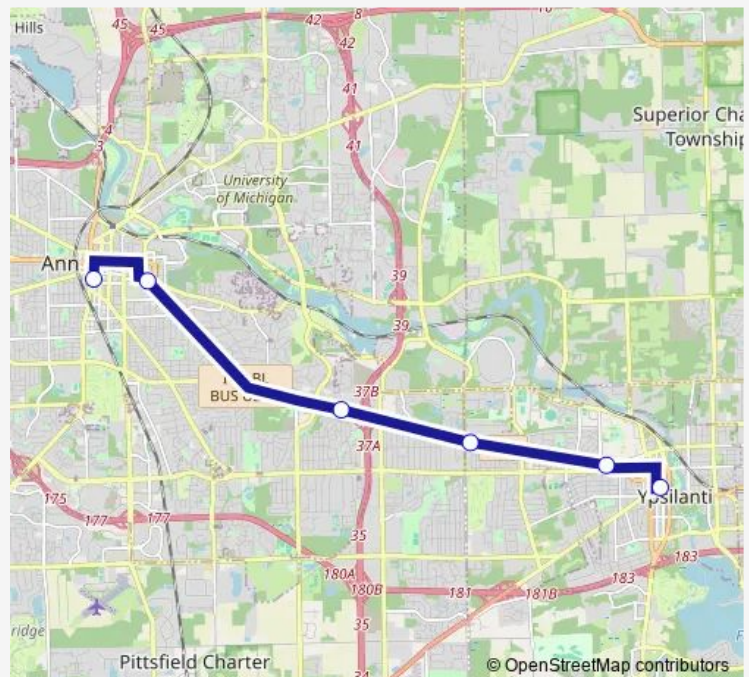 Hills
45
45
42
8
42
41
41
4
3
Superior Cha
Township
University
of Michigan
Ann
39
39
BL
BUS
37B
37A
175
177
177
Ypsilanti
35
180A
180B
181
181B
183
183
35
ridge
Pittsfield Charter
34
© OpenStreetMap contributors